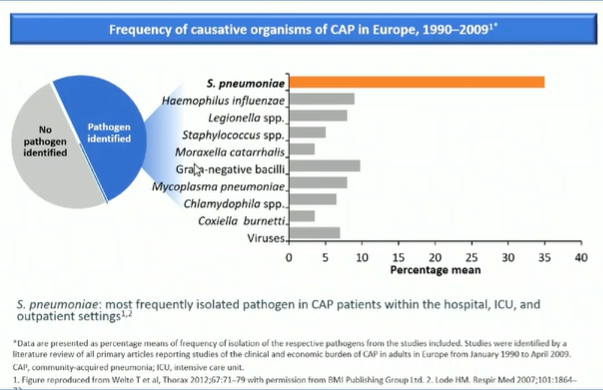 Frequency of causative organisms of CAP in Europe, 1990–2009¹*
No pathogen identified
Pathogen identified
S. pneumoniae
Haemophilus influenzae
Legionella spp.
Staphylococcus spp.
Moraxella catarrhalis
Gram-negative bacilli
Mycoplasma pneumoniae
Chlamydophila spp.
Coxiella burnetti
Viruses
0 5 10 15 20 25 30 35 40
Percentage mean
S. pneumoniae: most frequently isolated pathogen in CAP patients within the hospital, ICU, and
outpatient settings¹,²
*Data are presented as percentage means of frequency of isolation of the respective pathogens from the studies included. Studies were identified by a
literature review of all primary articles reporting studies of the clinical and economic burden of CAP in adults in Europe from January 1990 to April 2009.
CAP, community-acquired pneumonia; ICU, intensive care unit.
1. Figure reproduced from Welte T et al, Thorax 2012;67:71–79 with permission from BMJ Publishing Group Ltd. 2. Lode HM. Respir Med 2007;101:1864–